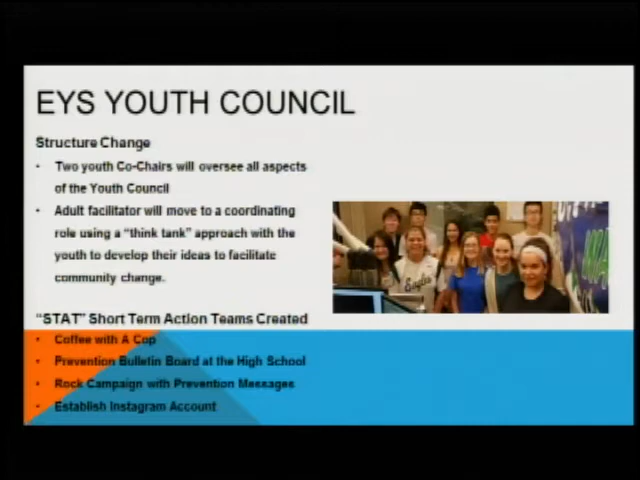 EYS YOUTH COUNCIL
Structure Change
• Two youth Co-Chairs will oversee all aspects
of the Youth Council
• Adult facilitator will move to a coordinating
role using a “think tank” approach with the
youth to develop their ideas to facilitate
community change.
“STAT” Short Term Action Teams Created
• Coffee with A Cop
• Prevention Bulletin Board at the High School
• Rock Campaign with Prevention Messages
• Establish Instagram Account
Eagles